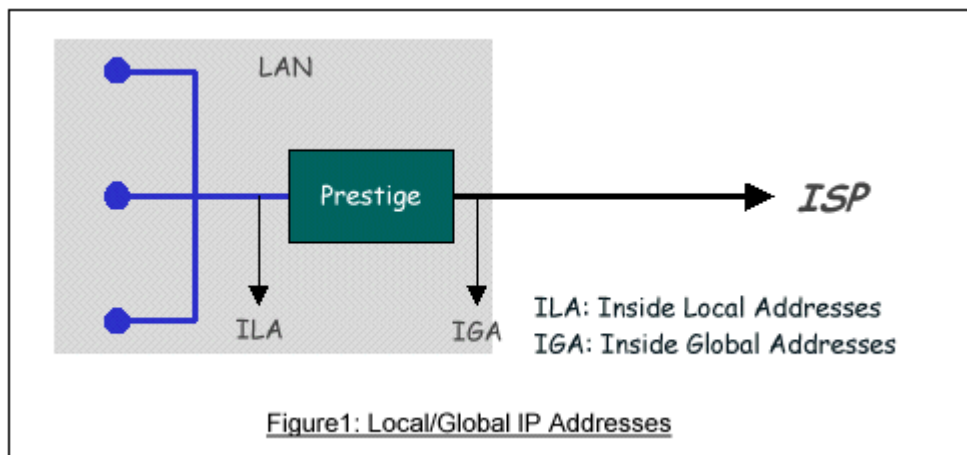 LAN
Prestige
ISP
ILA
IGA
ILA: Inside Local Addresses
IGA: Inside Global Addresses
Figure1: Local/Global IP Addresses